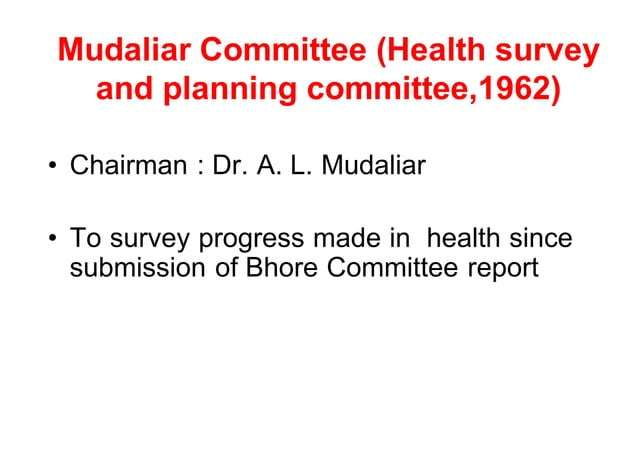 Mudaliar Committee (Health survey
and planning committee,1962)
• Chairman : Dr. A. L. Mudaliar
• To survey progress made in  health since
submission of Bhore Committee report